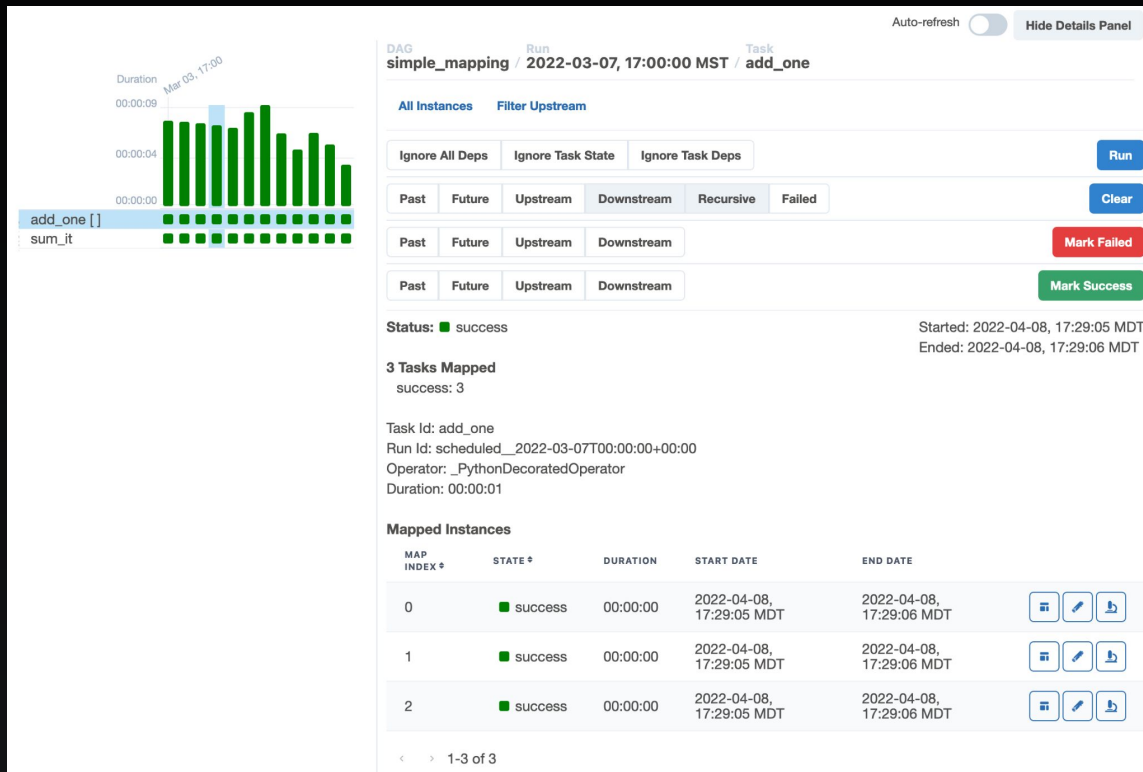 Auto-refresh Hide Details Panel
DAG Run Task
simple_mapping / 2022-03-07, 17:00:00 MST / add_one
Duration
Mar 03, 17:00
00:00:09
00:00:04
00:00:00
add_one [ ]
sum_it
All Instances Filter Upstream
Ignore All Deps Ignore Task State Ignore Task Deps Run
Past Future Upstream Downstream Recursive Failed Clear
Past Future Upstream Downstream Mark Failed
Past Future Upstream Downstream Mark Success
Status: success
Started: 2022-04-08, 17:29:05 MDT
Ended: 2022-04-08, 17:29:06 MDT
3 Tasks Mapped
success: 3
Task Id: add_one
Run Id: scheduled__2022-03-07T00:00:00+00:00
Operator: _PythonDecoratedOperator
Duration: 00:00:01
Mapped Instances
MAP INDEX STATE DURATION START DATE END DATE
0 success 00:00:00 2022-04-08, 17:29:05 MDT 2022-04-08, 17:29:06 MDT
1 success 00:00:00 2022-04-08, 17:29:05 MDT 2022-04-08, 17:29:06 MDT
2 success 00:00:00 2022-04-08, 17:29:05 MDT 2022-04-08, 17:29:06 MDT
1-3 of 3